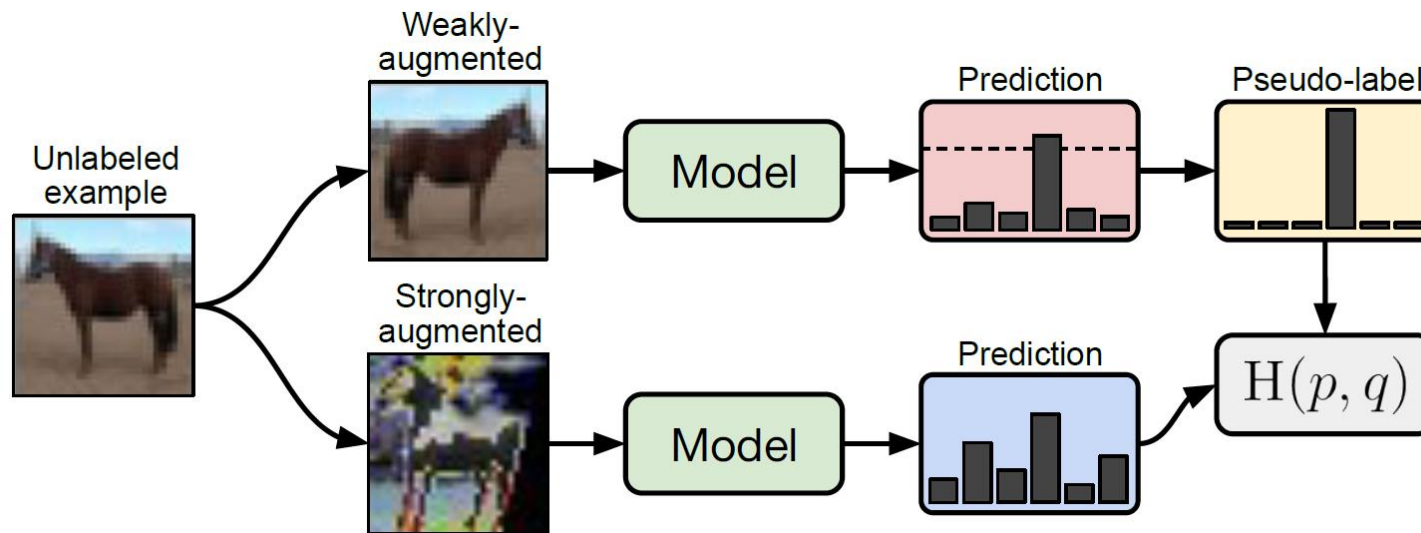 Weakly-
augmented
Prediction
Pseudo-label
Unlabeled
example
Model
Strongly-
augmented
Prediction
Model
H(p, q)